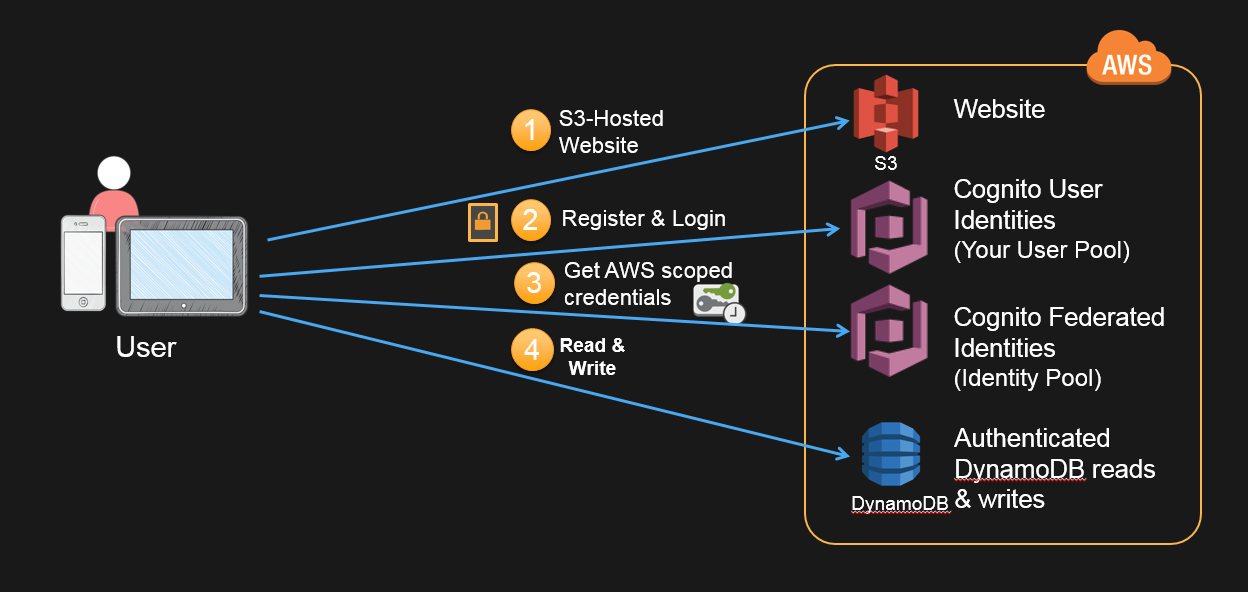 AWS
1
S3-Hosted
Website
Website
S3
2
Register & Login
Cognito User
Identities
(Your User Pool)
3
Get AWS scoped
credentials
Cognito Federated
Identities
(Identity Pool)
4
Read &
Write
User
Authenticated
DynamoDB reads
& writes
DynamoDB